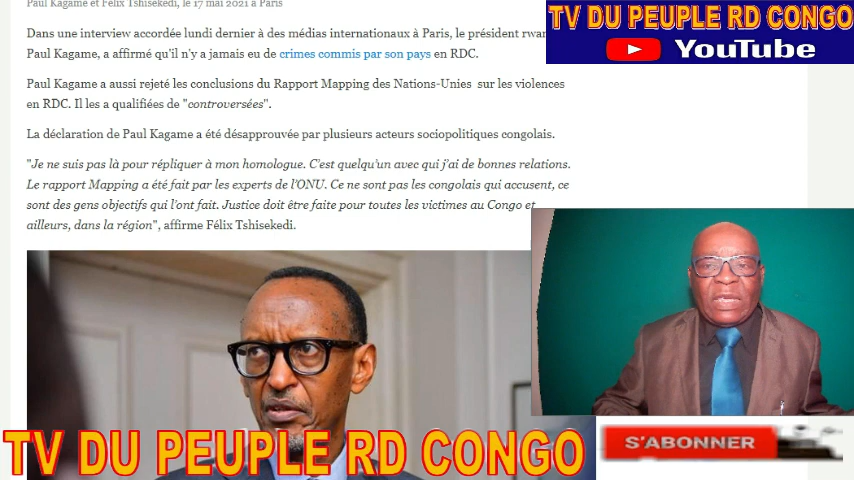 Paul Kagame et Félix Tshisekedi, le 17 mai 2021 à Paris
TV DU PEUPLE RD CONGO
YouTube
Dans une interview accordée lundi dernier à des médias internationaux à Paris, le président
Paul Kagame, a affirmé qu'il n'y a jamais eu de crimes commis par son pays en RDC.
Paul Kagame a aussi rejeté les conclusions du Rapport Mapping des Nations-Unies sur les violences
en RDC. Il les a qualifiées de "controversées".
La déclaration de Paul Kagame a été désapprouvée par plusieurs acteurs sociopolitiques congolais.
"Je ne suis pas là pour répliquer à mon homologue. C'est quelqu'un avec qui j'ai de bonnes relations.
Le rapport Mapping a été fait par les experts de l'ONU. Ce ne sont pas les congolais qui accusent, ce
sont des gens objectifs qui l'ont fait. Justice doit être faite pour toutes les victimes au Congo et
ailleurs, dans la région", affirme Félix Tshisekedi.
TV DU PEUPLE RD CONGO
S'ABONNER